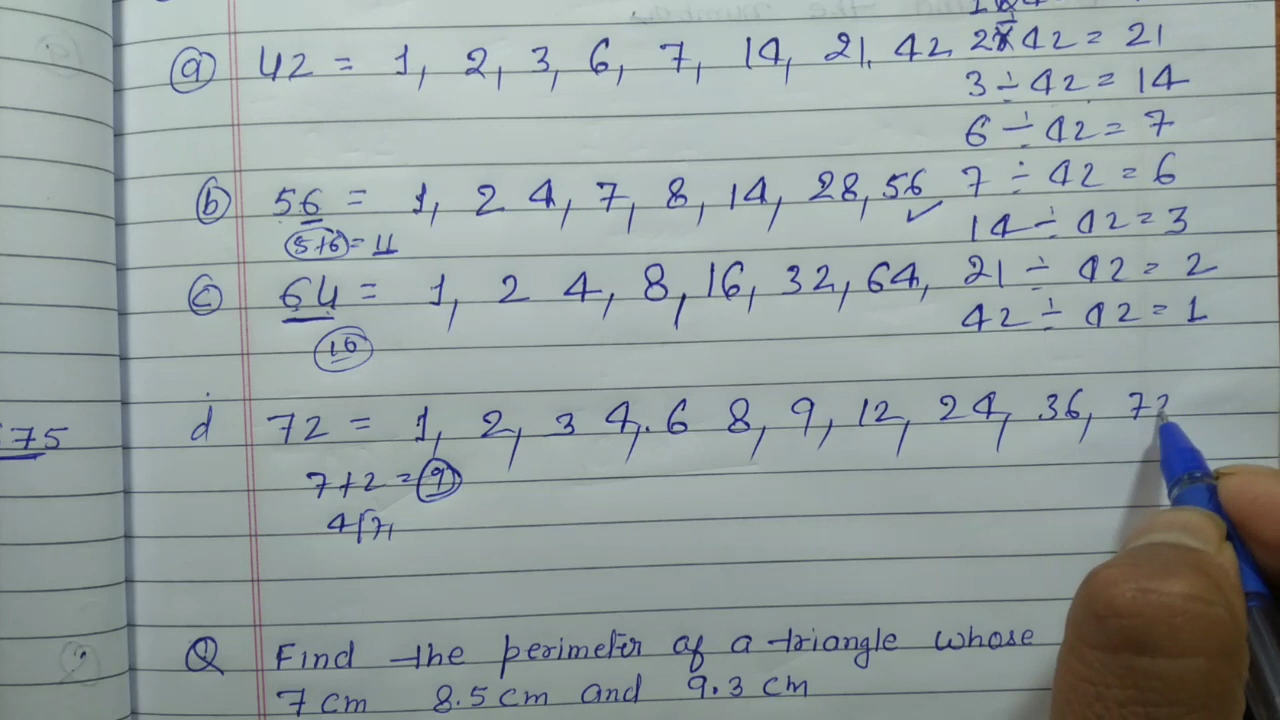 a 42 = 1, 2, 3, 6, 7, 14, 21, 42
2 ÷ 42 = 21
3 ÷ 42 = 14
6 ÷ 42 = 7
b 56 = 1, 2 4, 7, 8, 14, 28, 56 ✓
7 ÷ 42 = 6
(5+6) = 11
14 ÷ 42 = 3
c 64 = 1, 2 4, 8, 16, 32, 64,
21 ÷ 42 = 2
42 ÷ 42 = 1
16
75
d 72 = 1, 2, 3 4, 6 8, 9, 12, 24, 36, 72
7+2 = 9
Q Find the perimeter of a triangle whose
7 cm 8.5 cm and 9.3 cm